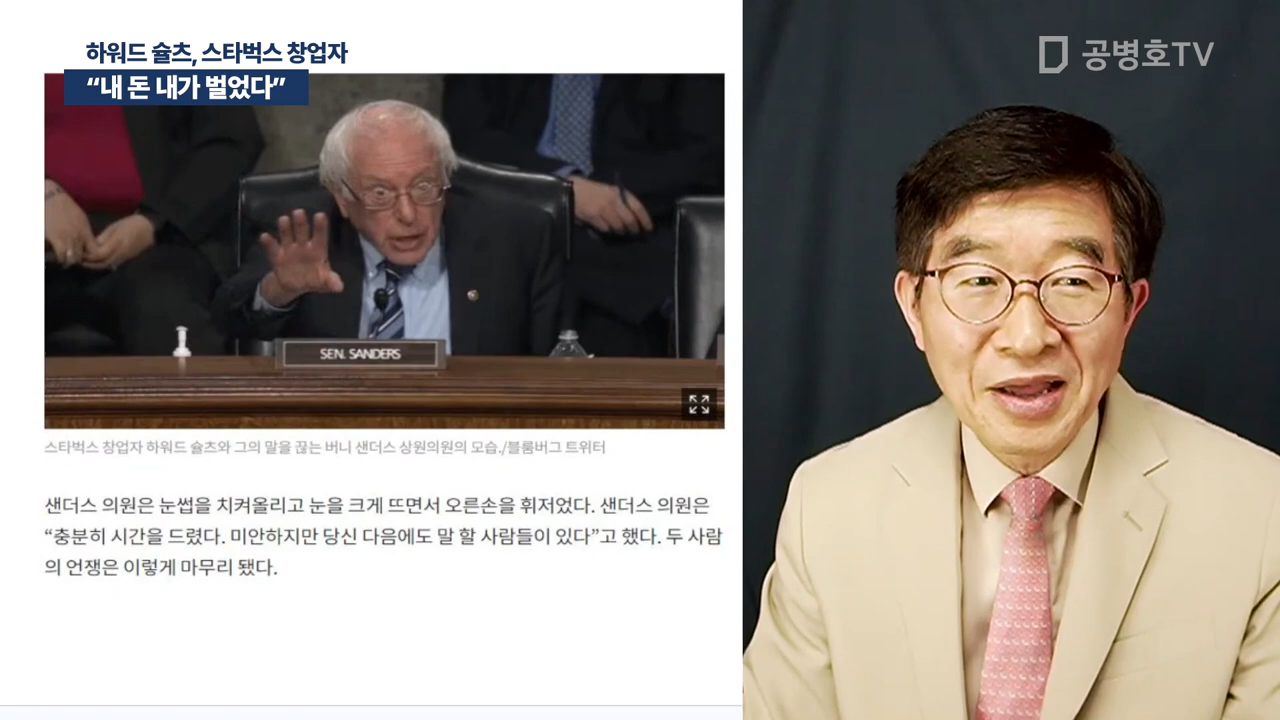 하워드 슐츠, 스타벅스 창업자
“내 돈 내가 벌었다”
공병호TV
SEN. SANDERS
스타벅스 창업자 하워드 슐츠와 그의 말을 끊는 버니 샌더스 상원의원의 모습./블룸버그 트위터
샌더스 의원은 눈썹을 치켜올리고 눈을 크게 뜨면서 오른손을 휘저었다. 샌더스 의원은
“충분히 시간을 드렸다. 미안하지만 당신 다음에도 말 할 사람들이 있다”고 했다. 두 사람
의 언쟁은 이렇게 마무리 됐다.